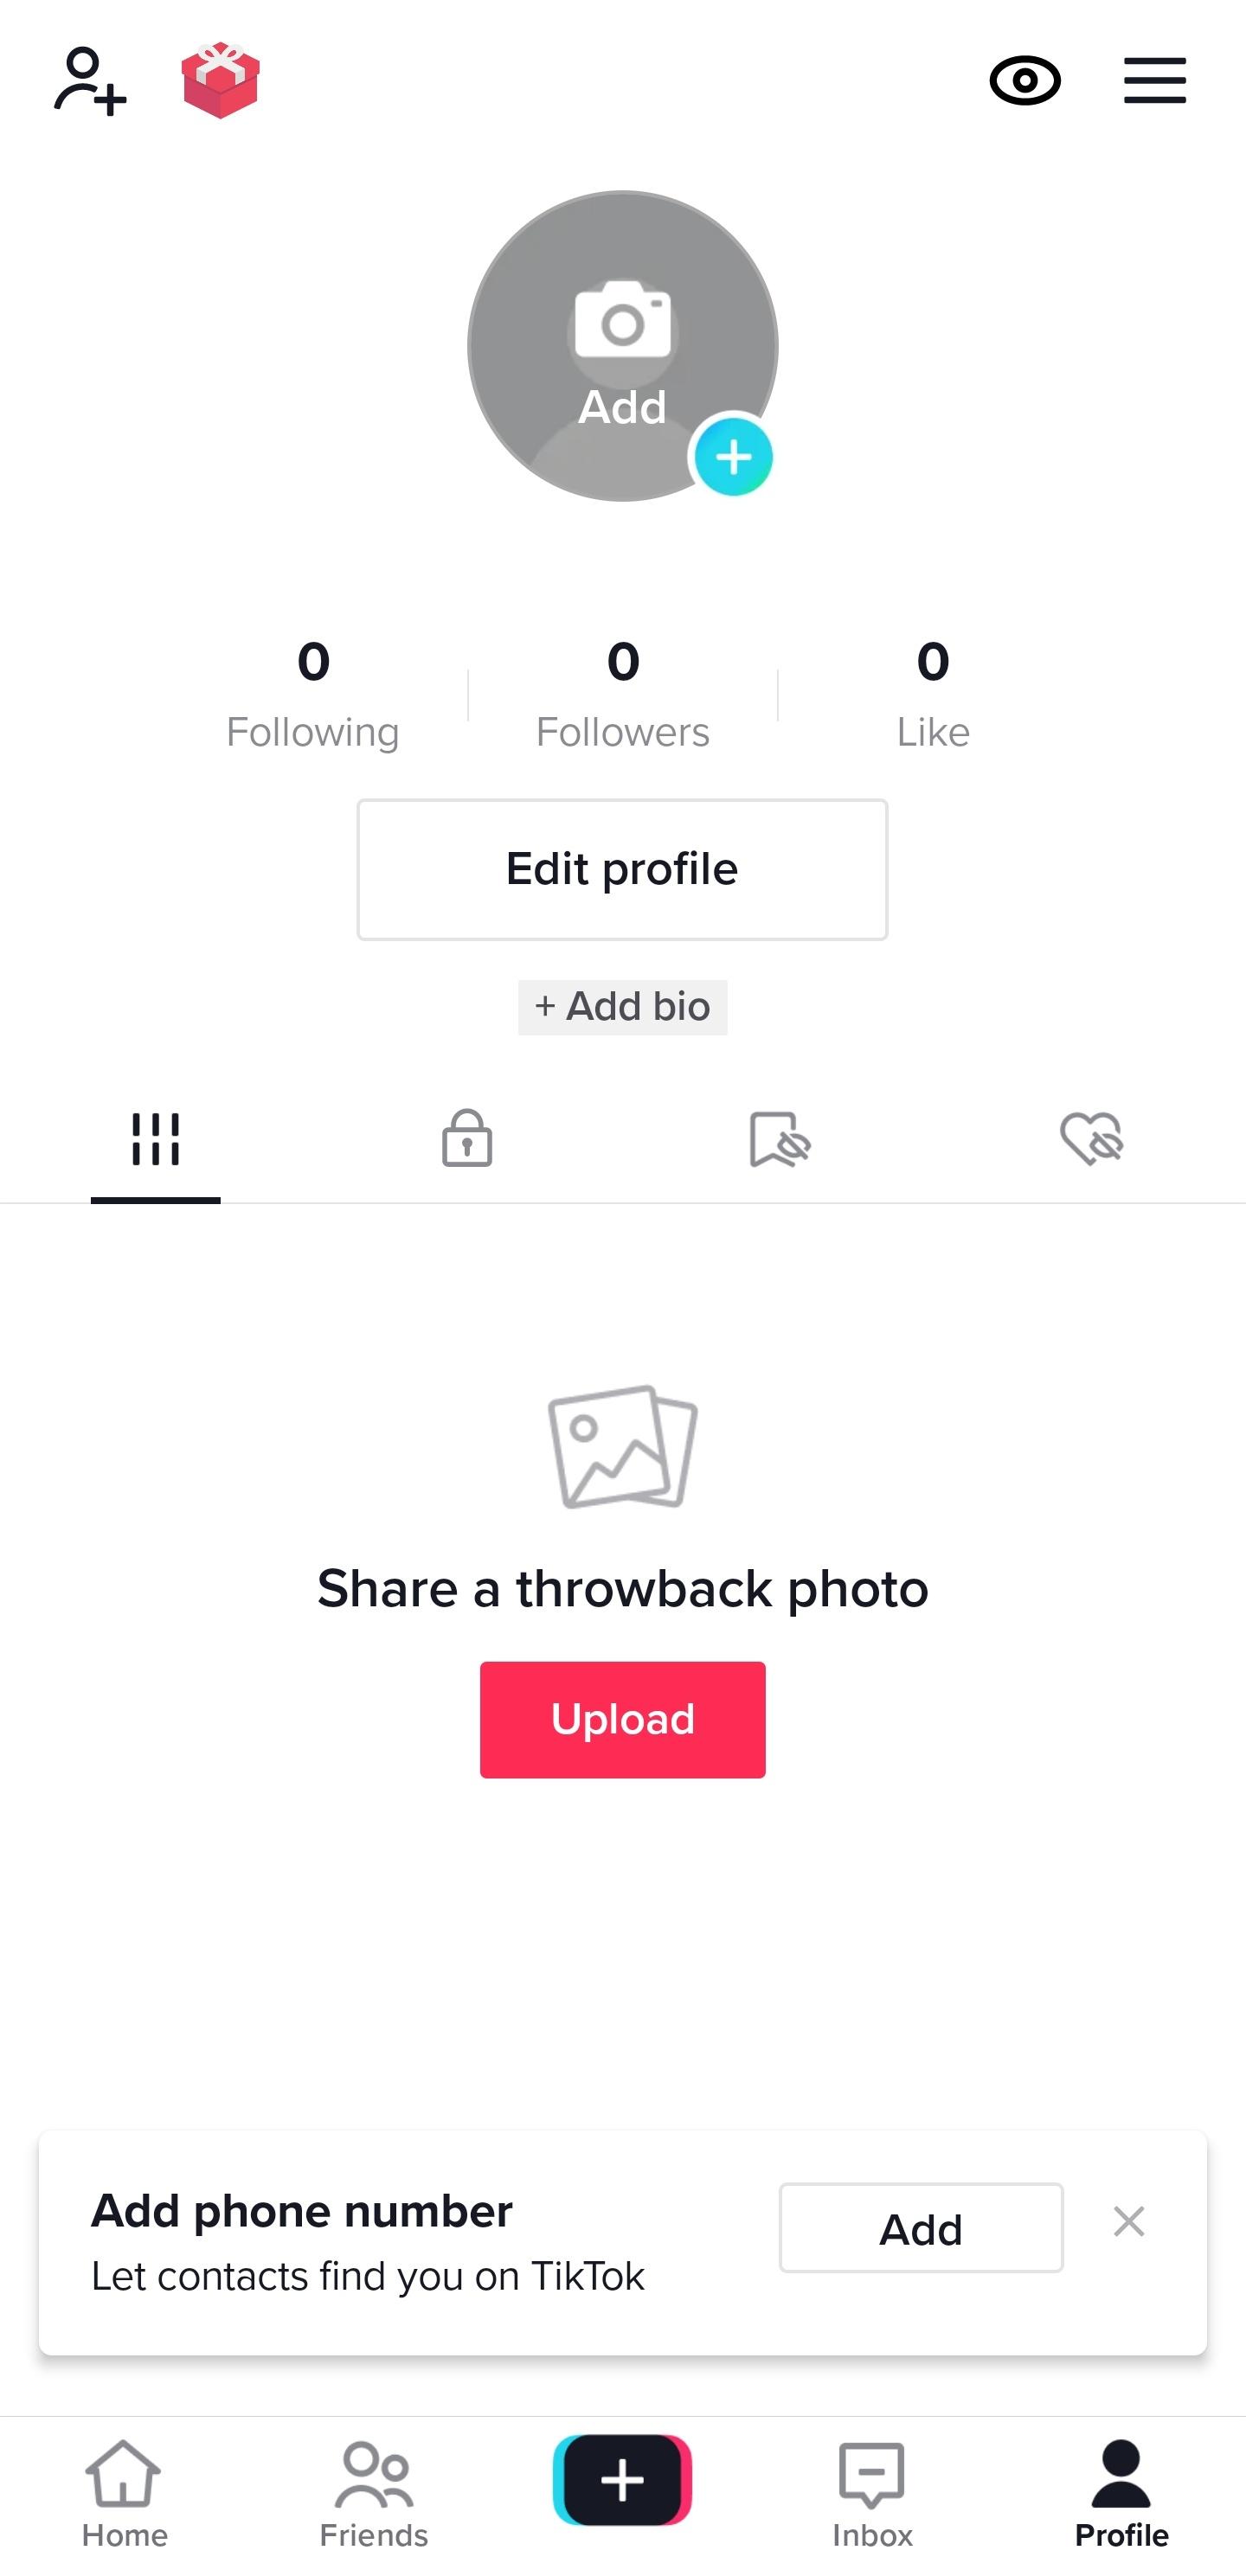 Add
0
Following
0
Followers
0
Like
Edit profile
+ Add bio
Share a throwback photo
Upload
Add phone number
Let contacts find you on TikTok
Add
Home
Friends
Inbox
Profile